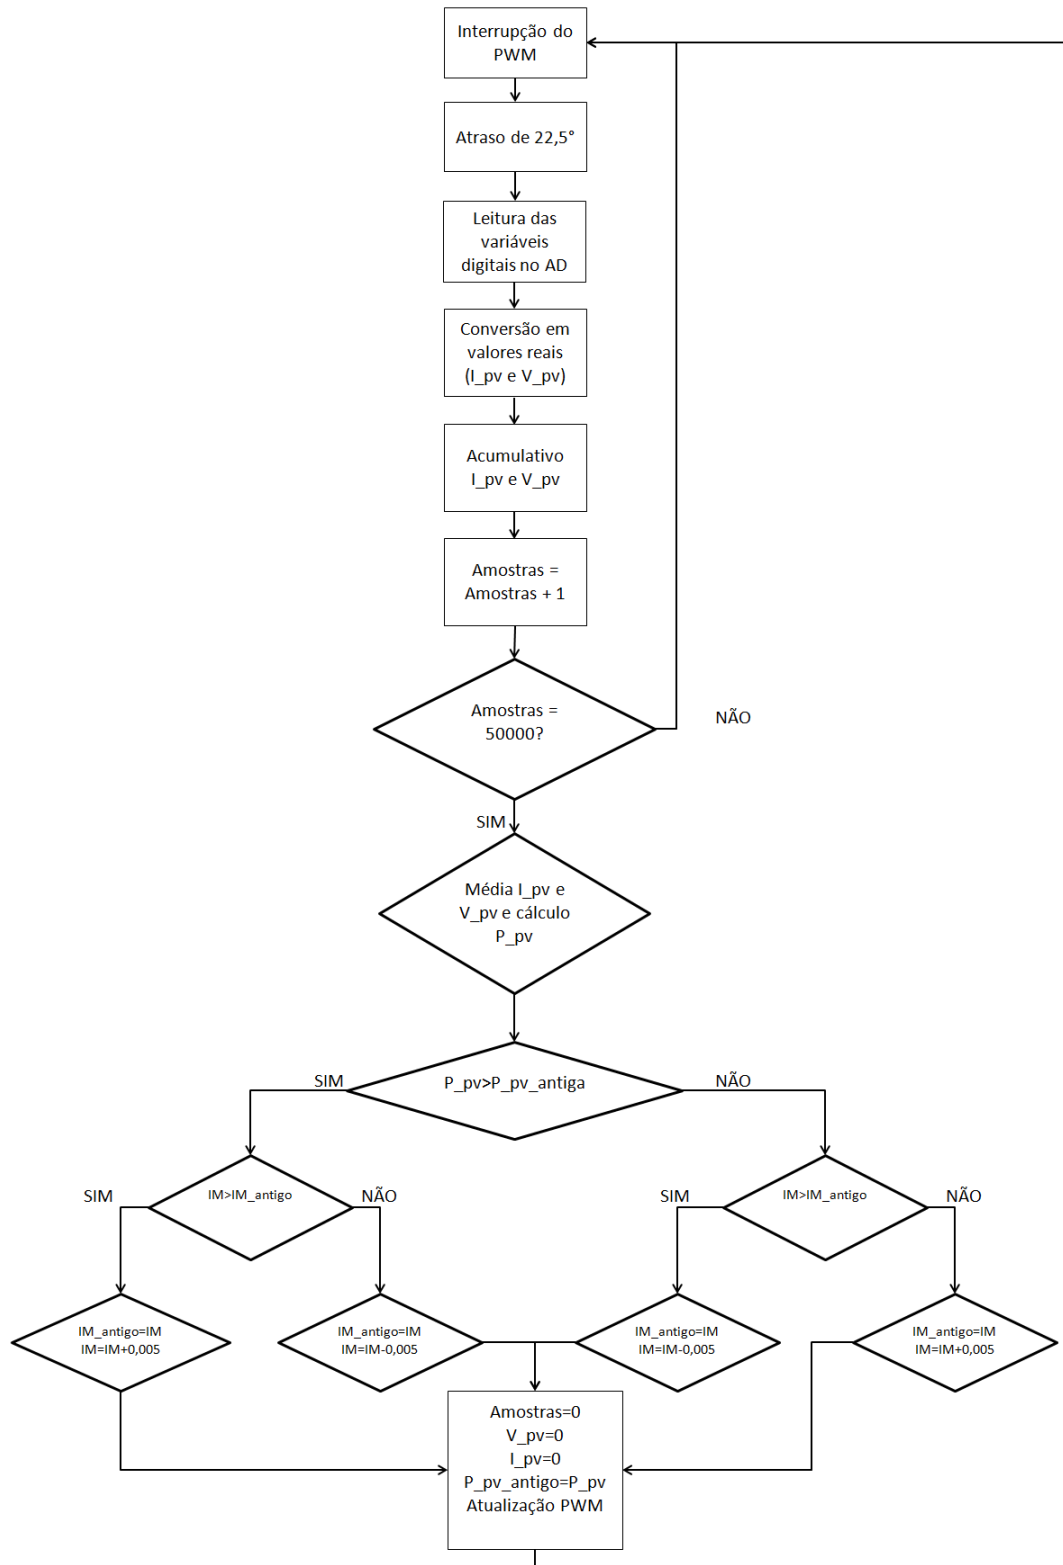 Interrupção do
PWM
Atraso de 22,5°
Leitura das
variáveis
digitais no AD
Conversão em
valores reais
(I_pv e V_pv)
Acumulativo
I_pv e V_pv
Amostras =
Amostras + 1
Amostras =
50000?
NÃO
SIM
Média I_pv e
V_pv e cálculo
P_pv
SIM
P_pv>P_pv_antiga
NÃO
SIM
IM>IM_antigo
NÃO
SIM
IM>IM_antigo
NÃO
IM_antigo=IM
IM=IM+0,005
IM_antigo=IM
IM=IM-0,005
IM_antigo=IM
IM=IM-0,005
IM_antigo=IM
IM=IM+0,005
Amostras=0
V_pv=0
I_pv=0
P_pv_antigo=P_pv
Atualização PWM